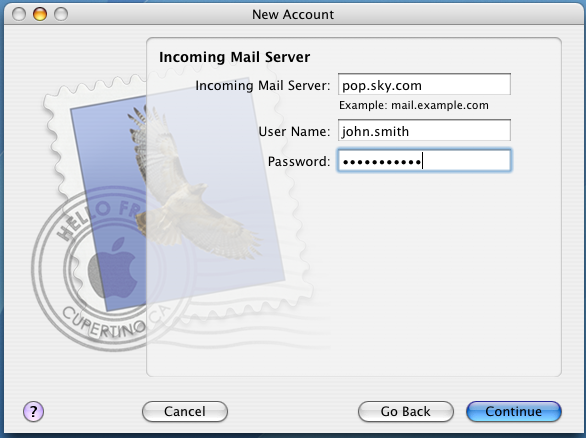 New Account
Incoming Mail Server
Incoming Mail Server: pop.sky.com
Example: mail.example.com
User Name: john.smith
Password: •••••••••••
HELLO FR
CUPERTINO CA
? Cancel Go Back Continue